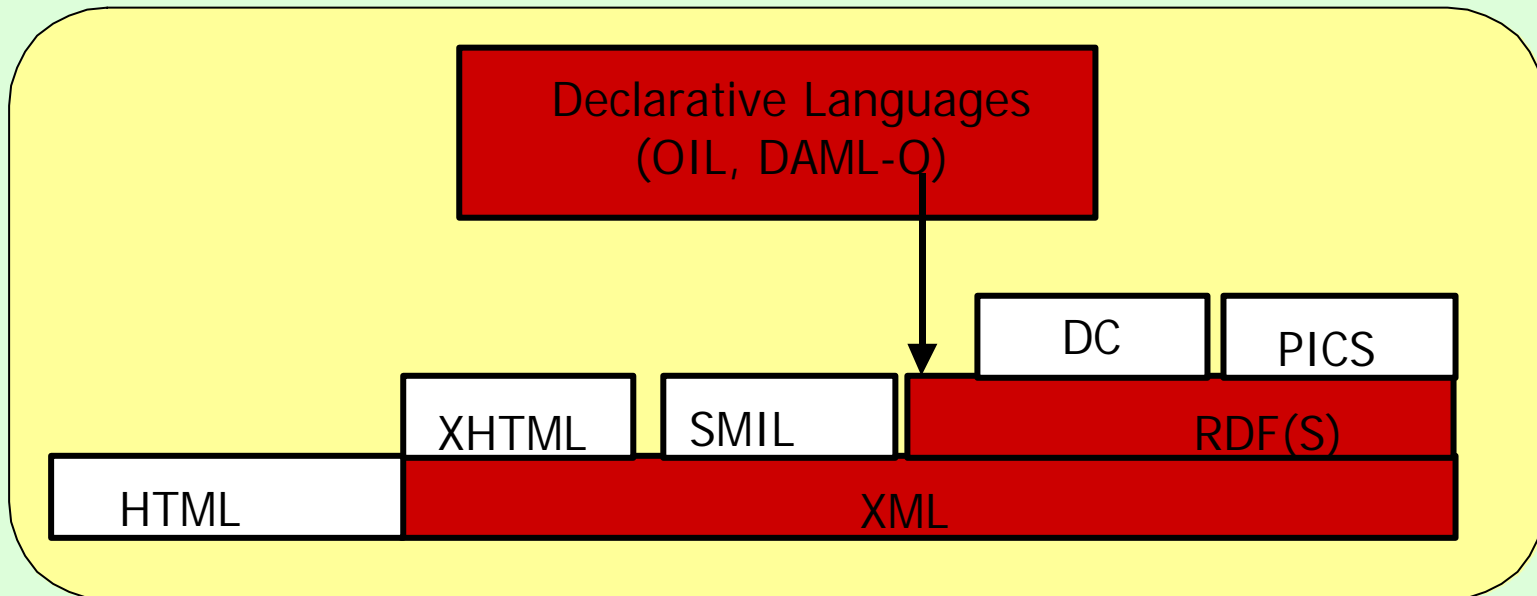 Declarative Languages
(OIL, DAML-O)
DC
PICS
XHTML
SMIL
RDF(S)
HTML
XML